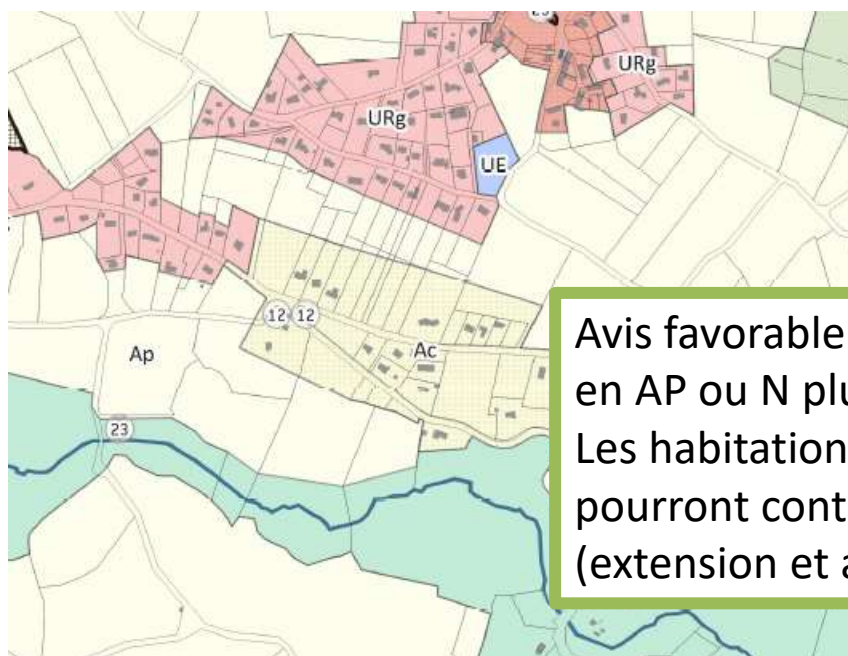 23
URg
URg
UE
12 12
Ac
Ap
23
Avis favorable
en AP ou N plu
Les habitation
pourront cont
(extension et a